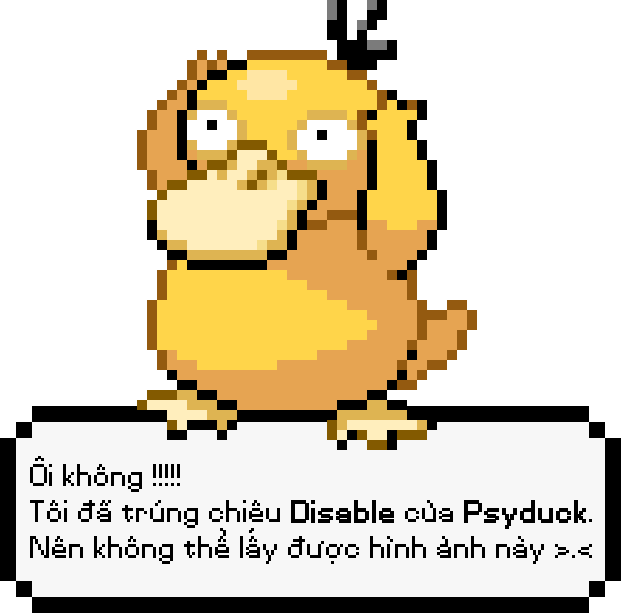 Ôi không !!!!!
Tôi đã trúng chiêu Disable của Psyduck.
Nên không thể lấy được hình ảnh này >.<